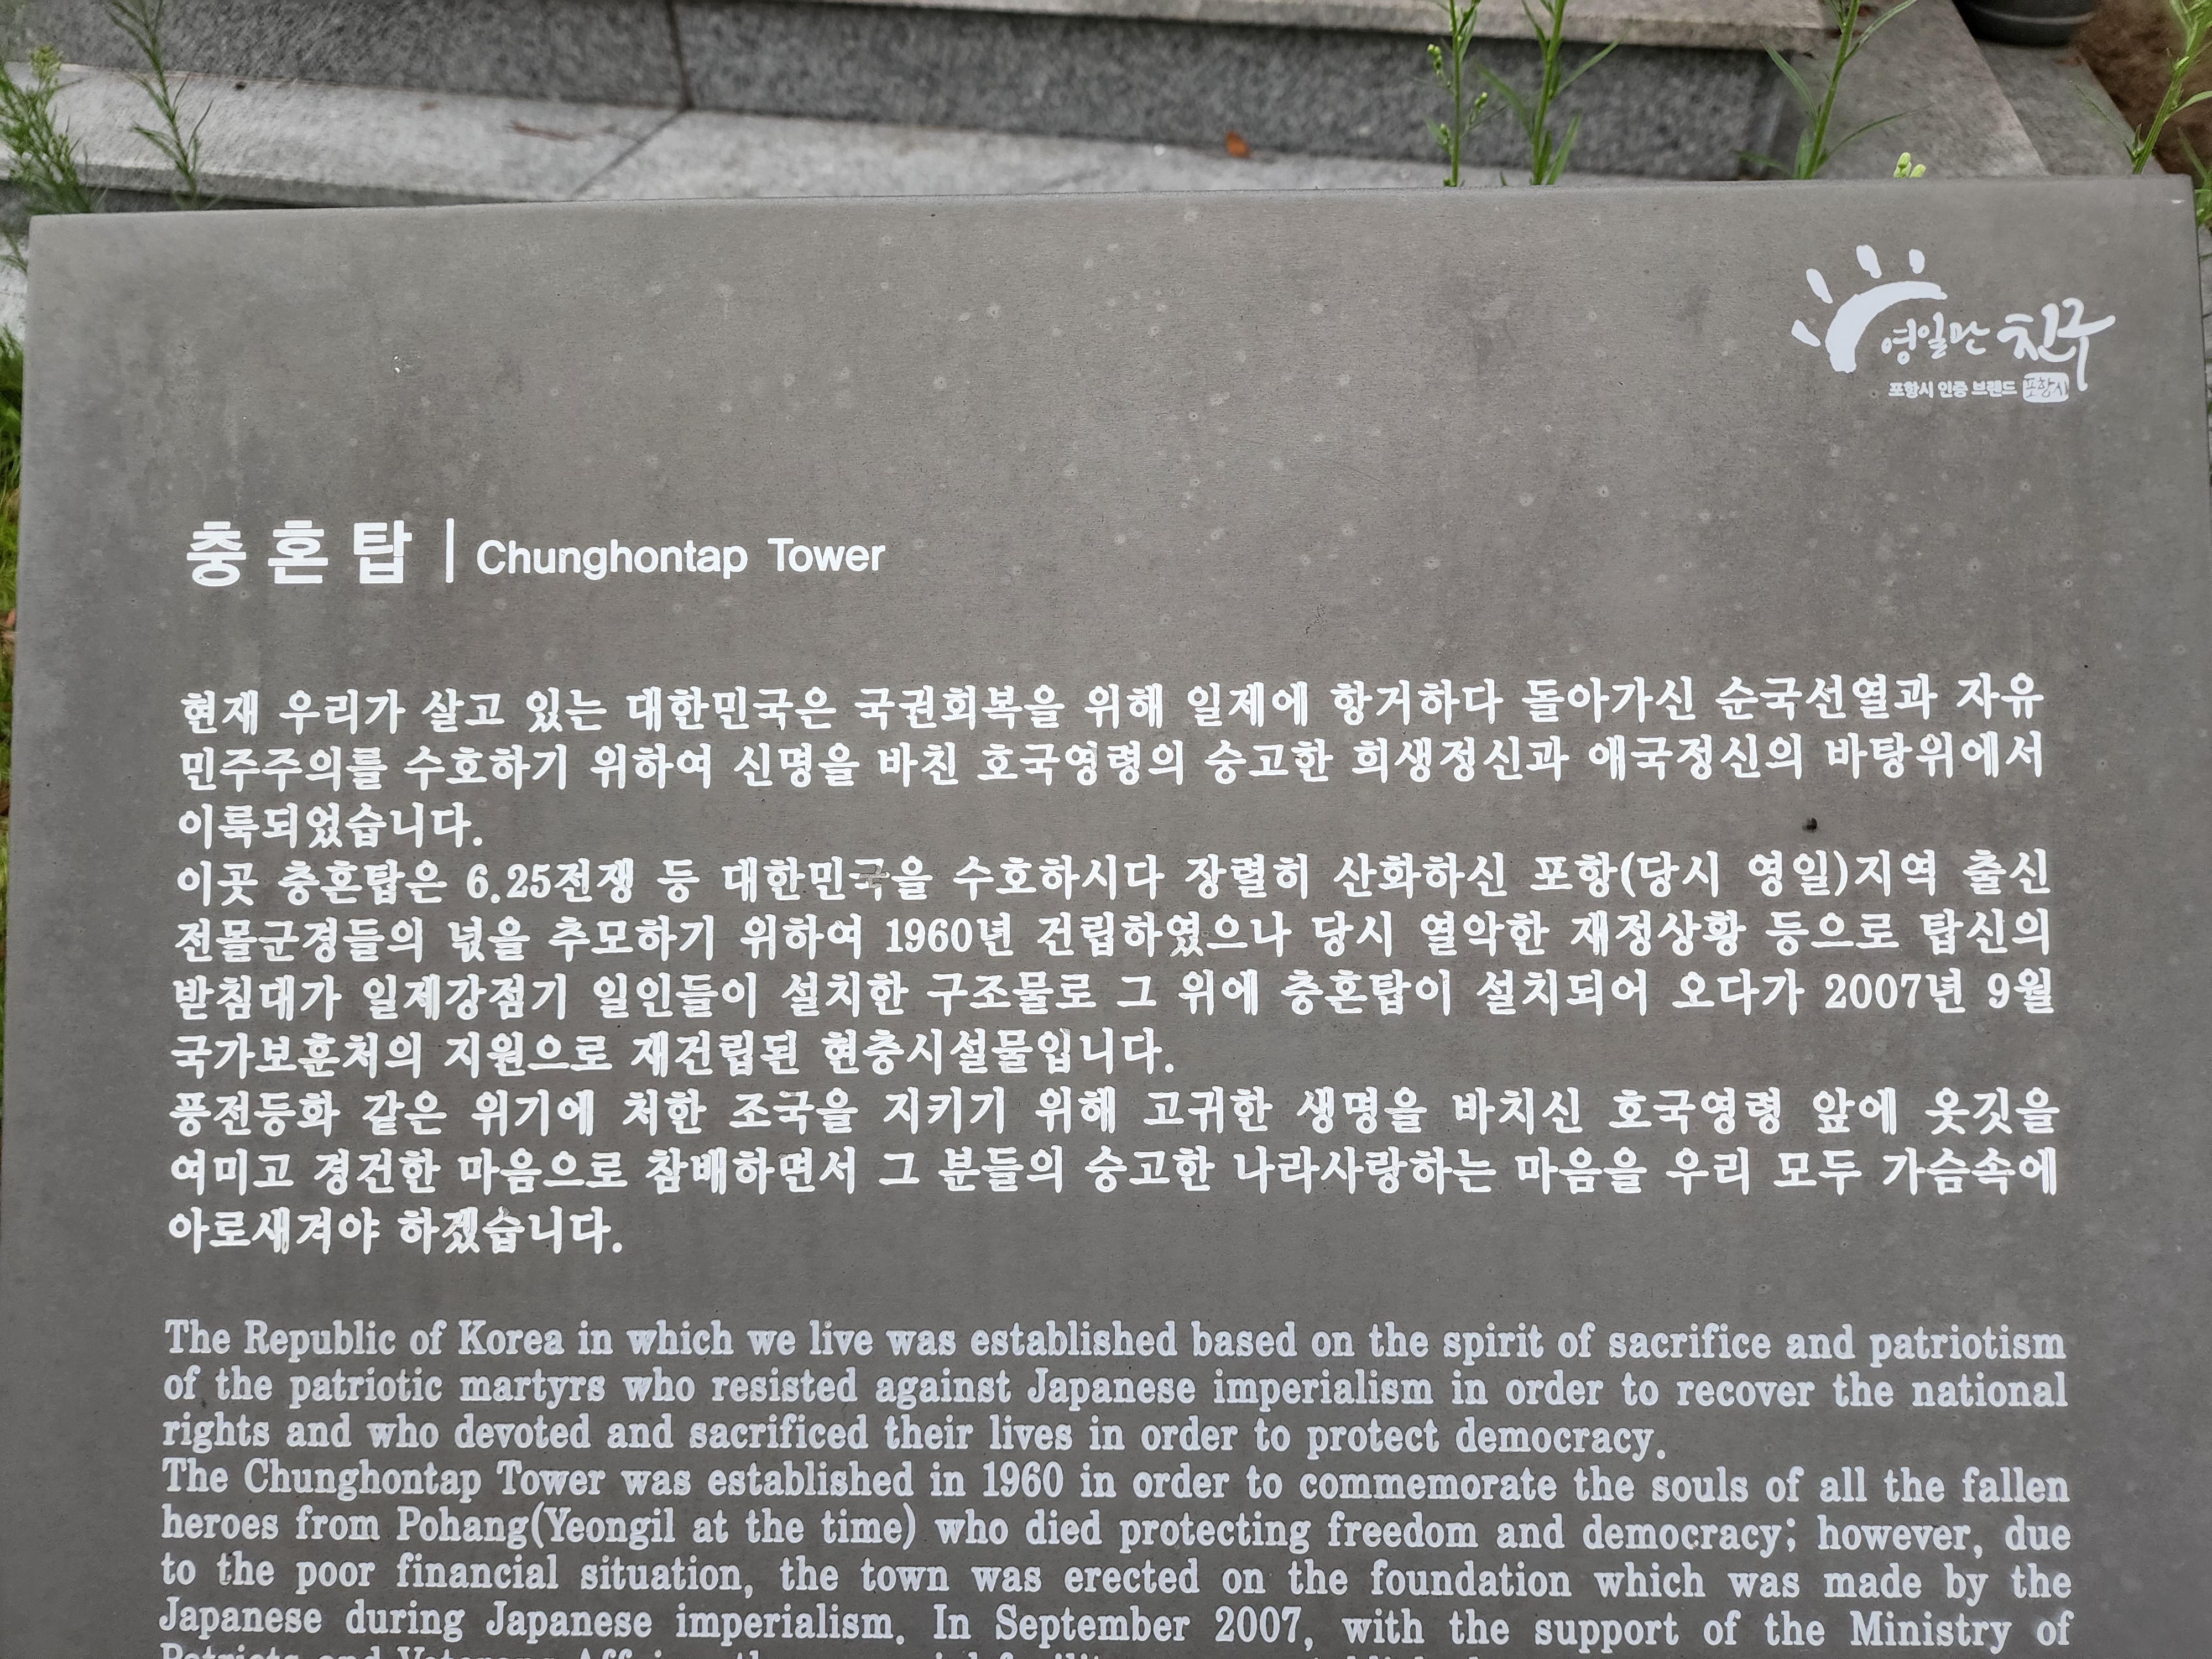 영일만 친구
포항시 인증 브랜드 포항시
충혼탑 | Chunghontap Tower
현재 우리가 살고 있는 대한민국은 국권회복을 위해 일제에 항거하다 돌아가신 순국선열과 자유
민주주의를 수호하기 위하여 신명을 바친 호국영령의 숭고한 희생정신과 애국정신의 바탕위에서
이룩되었습니다.
이곳 충혼탑은 6.25전쟁 등 대한민국을 수호하시다 장렬히 산화하신 포항(당시 영일)지역 출신
전몰군경들의 넋을 추모하기 위하여 1960년 건립하였으나 당시 열악한 재정상황 등으로 탑신의
받침대가 일제강점기 일인들이 설치한 구조물로 그 위에 충혼탑이 설치되어 오다가 2007년 9월
국가보훈처의 지원으로 재건립된 현충시설물입니다.
풍전등화 같은 위기에 처한 조국을 지키기 위해 고귀한 생명을 바치신 호국영령 앞에 옷깃을
여미고 경건한 마음으로 참배하면서 그 분들의 숭고한 나라사랑하는 마음을 우리 모두 가슴속에
아로새겨야 하겠습니다.
The Republic of Korea in which we live was established based on the spirit of sacrifice and patriotism
of the patriotic martyrs who resisted against Japanese imperialism in order to recover the national
rights and who devoted and sacrificed their lives in order to protect democracy.
The Chunghontap Tower was established in 1960 in order to commemorate the souls of all the fallen
heroes from Pohang(Yeongil at the time) who died protecting freedom and democracy; however, due
to the poor financial situation, the town was erected on the foundation which was made by the
Japanese during Japanese imperialism. In September 2007, with the support of the Ministry of